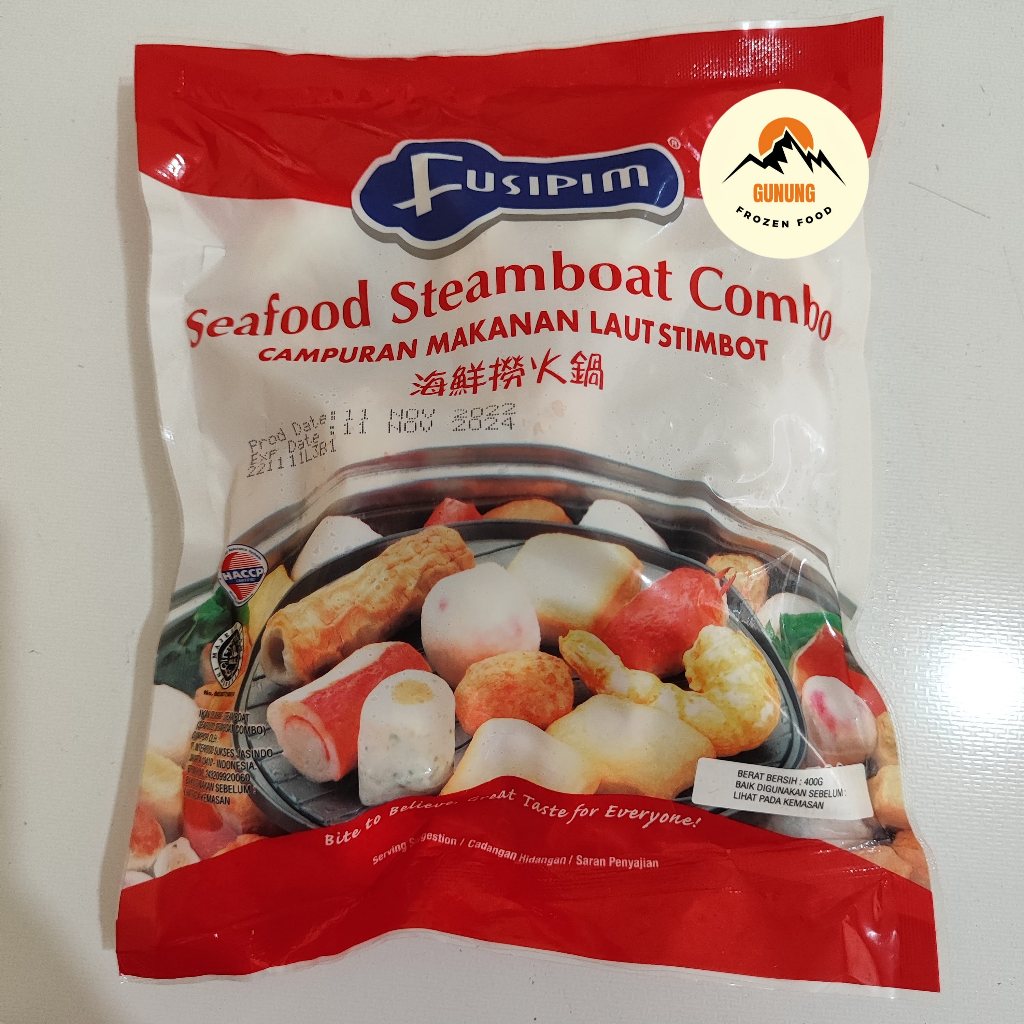 FUSIPIM ®
GUNUNG
FROZEN FOOD
Seafood Steamboat Combo
CAMPURAN MAKANAN LAUT STIMBOT
海鮮撈火鍋
Prod Date:11 NOV 2022
Exp Date :11 NOV 2024
HACCP
INDONESIA
BERAT BERSIH : 400G
BAIK DIGUNAKAN SEBELUM :
LIHAT PADA KEMASAN
Bite to Believe. Great Taste for Everyone!
Serving Suggestion / Cadangan Hidangan / Saran Penyajian